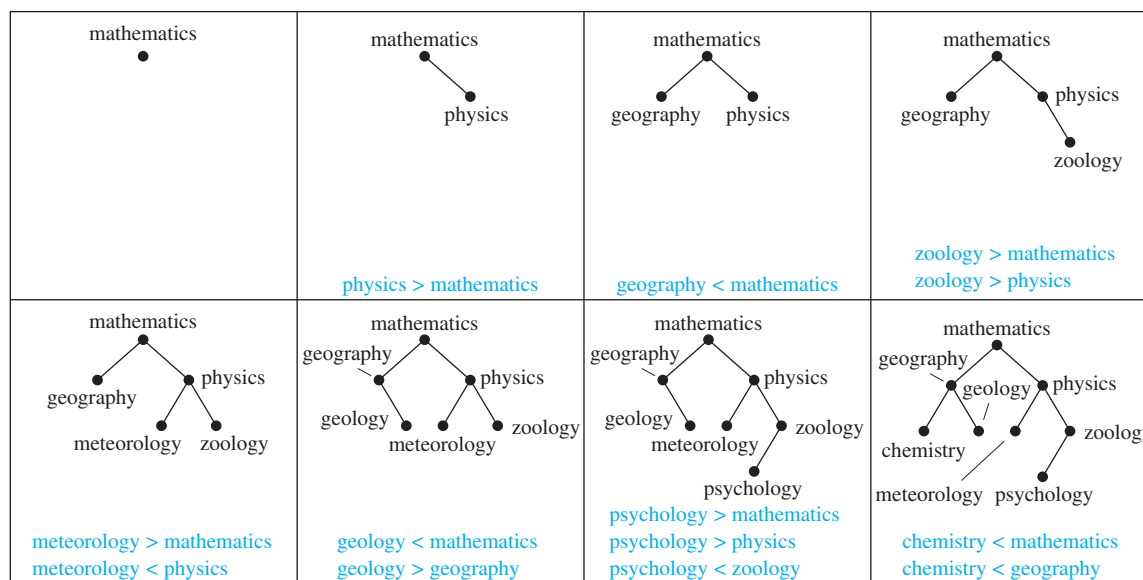 mathematics
mathematics
physics
physics > mathematics
mathematics
geography
physics
geography < mathematics
mathematics
geography
physics
zoology
zoology > mathematics
zoology > physics
mathematics
geography
physics
meteorology
zoology
meteorology > mathematics
meteorology < physics
mathematics
geography
physics
geology
meteorology
zoology
geology < mathematics
geology > geography
mathematics
geography
physics
geology
meteorology
zoology
psychology
psychology > mathematics
psychology > physics
psychology < zoology
mathematics
geography
geology
physics
chemistry
zoology
meteorology
psychology
chemistry < mathematics
chemistry < geography